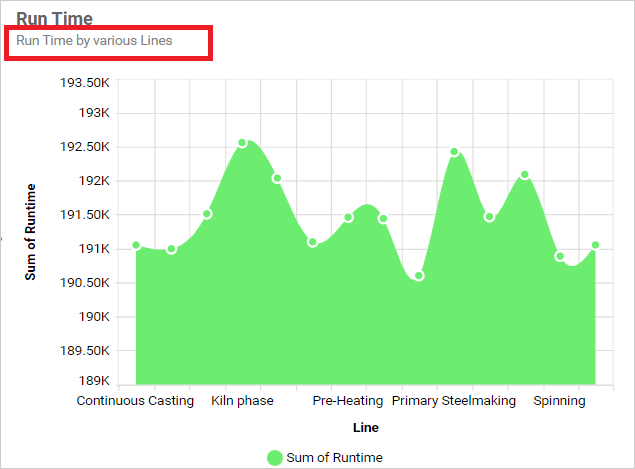 Run Time
Run Time by various Lines
193.50K
193K
192.50K
192K
191.50K
191K
190.50K
190K
189.50K
189K
Sum of Runtime
Continuous Casting
Kiln phase
Pre-Heating
Primary Steelmaking
Spinning
Line
Sum of Runtime